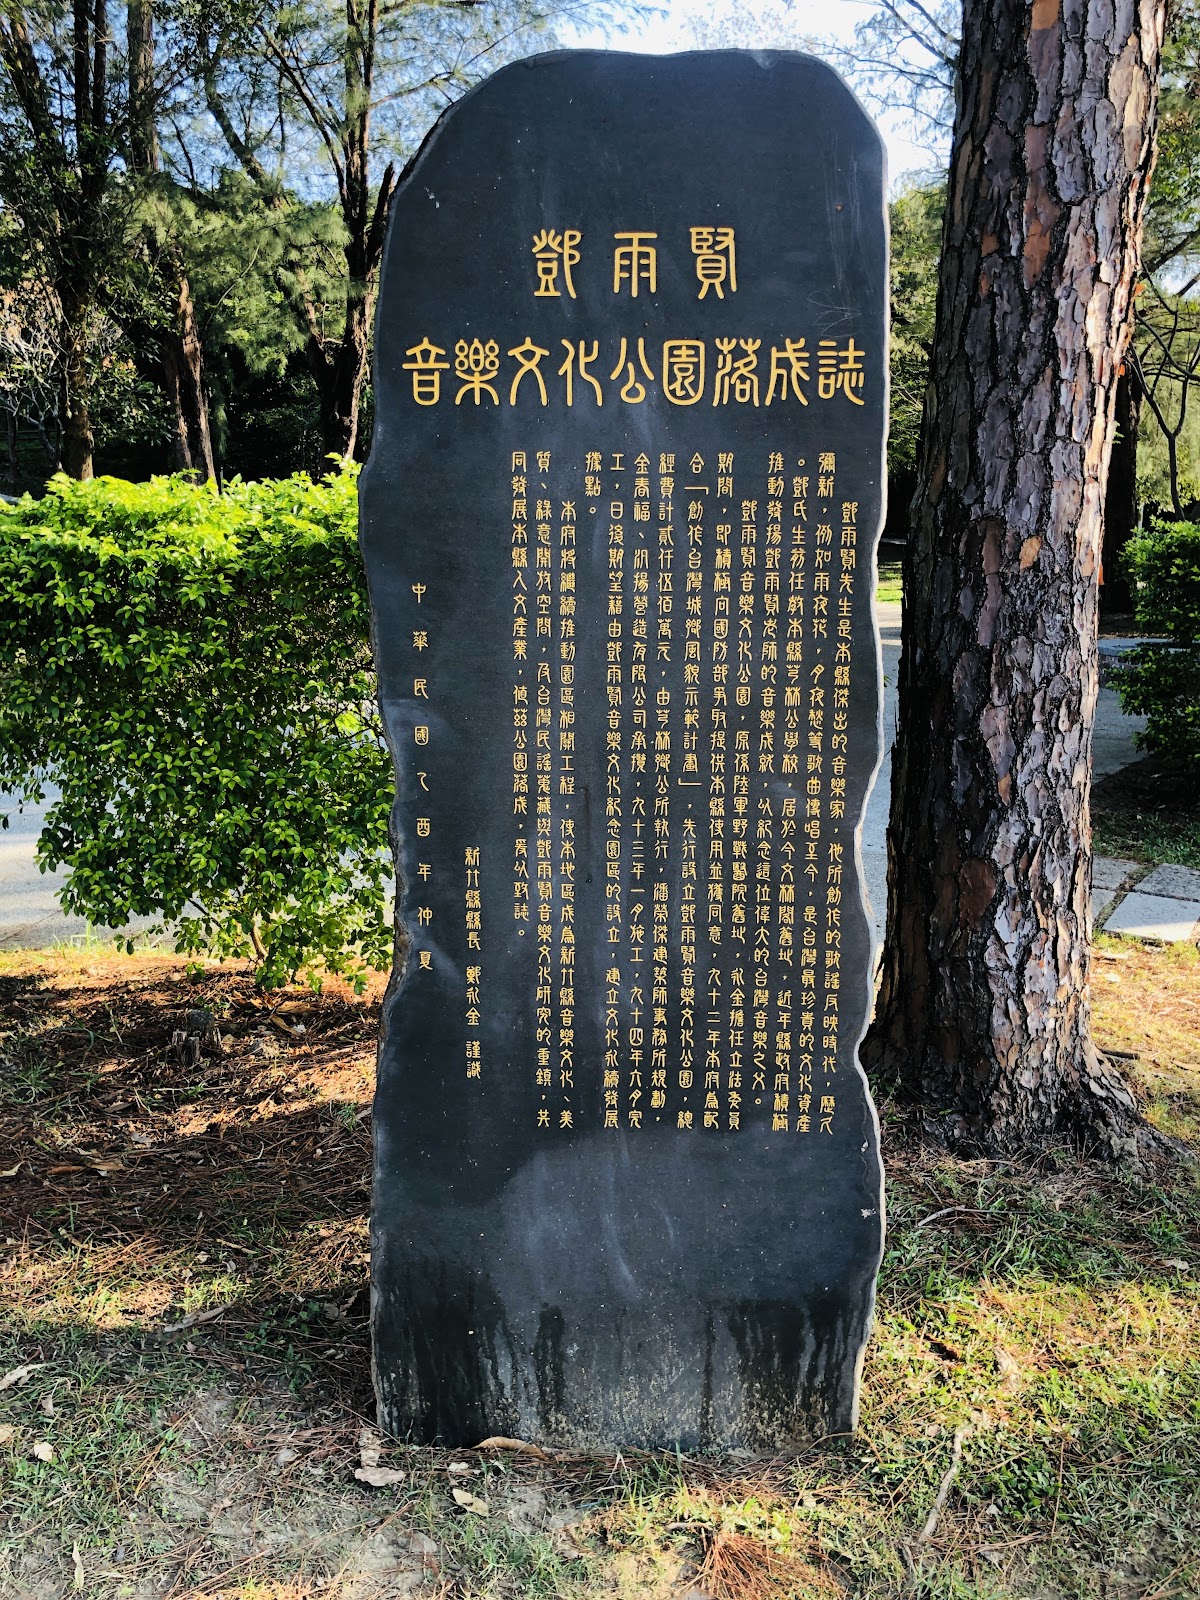 鄧雨賢
音樂文化公園落成誌
鄧雨賢先生是本縣傑出的音樂家，他所創作的歌謠反映時代，歷久
彌新，例如雨夜花，月夜愁等歌曲傳唱至今，是台灣最珍貴的文化資產
。鄧氏生前任教本縣芎林公學校，居於今文林閣舊址，近年縣政府積極
推動發揚鄧雨賢老師的音樂成就，以紀念這位偉大的台灣音樂之父。
鄧雨賢音樂文化公園，原係陸軍野戰醫院舊址，永金擔任立法委員
期間，即積極向國防部爭取提供本縣使用並獲同意，九十二年本府為配
合「創作台灣城鄉風貌示範計畫」，先行設立鄧雨賢音樂文化公園，總
經費計貳仟伍佰萬元，由芎林鄉公所執行，潘榮傑建築師事務所規劃，
金春福、汎揚營造有限公司承攬，九十三年一月施工，九十四年六月完
工，日後期望藉由鄧雨賢音樂文化紀念園區的設立，建立文化永續發展
據點。
本府將繼續推動園區相關工程，使本地區成為新竹縣音樂文化、美
質、綠意開放空間，及台灣民謠蒐藏與鄧雨賢音樂文化研究的重鎮，共
同發展本縣人文產業，值茲公園落成，爰以致誌。
新竹縣縣長 鄭永金 謹識
中華民國乙酉年仲夏